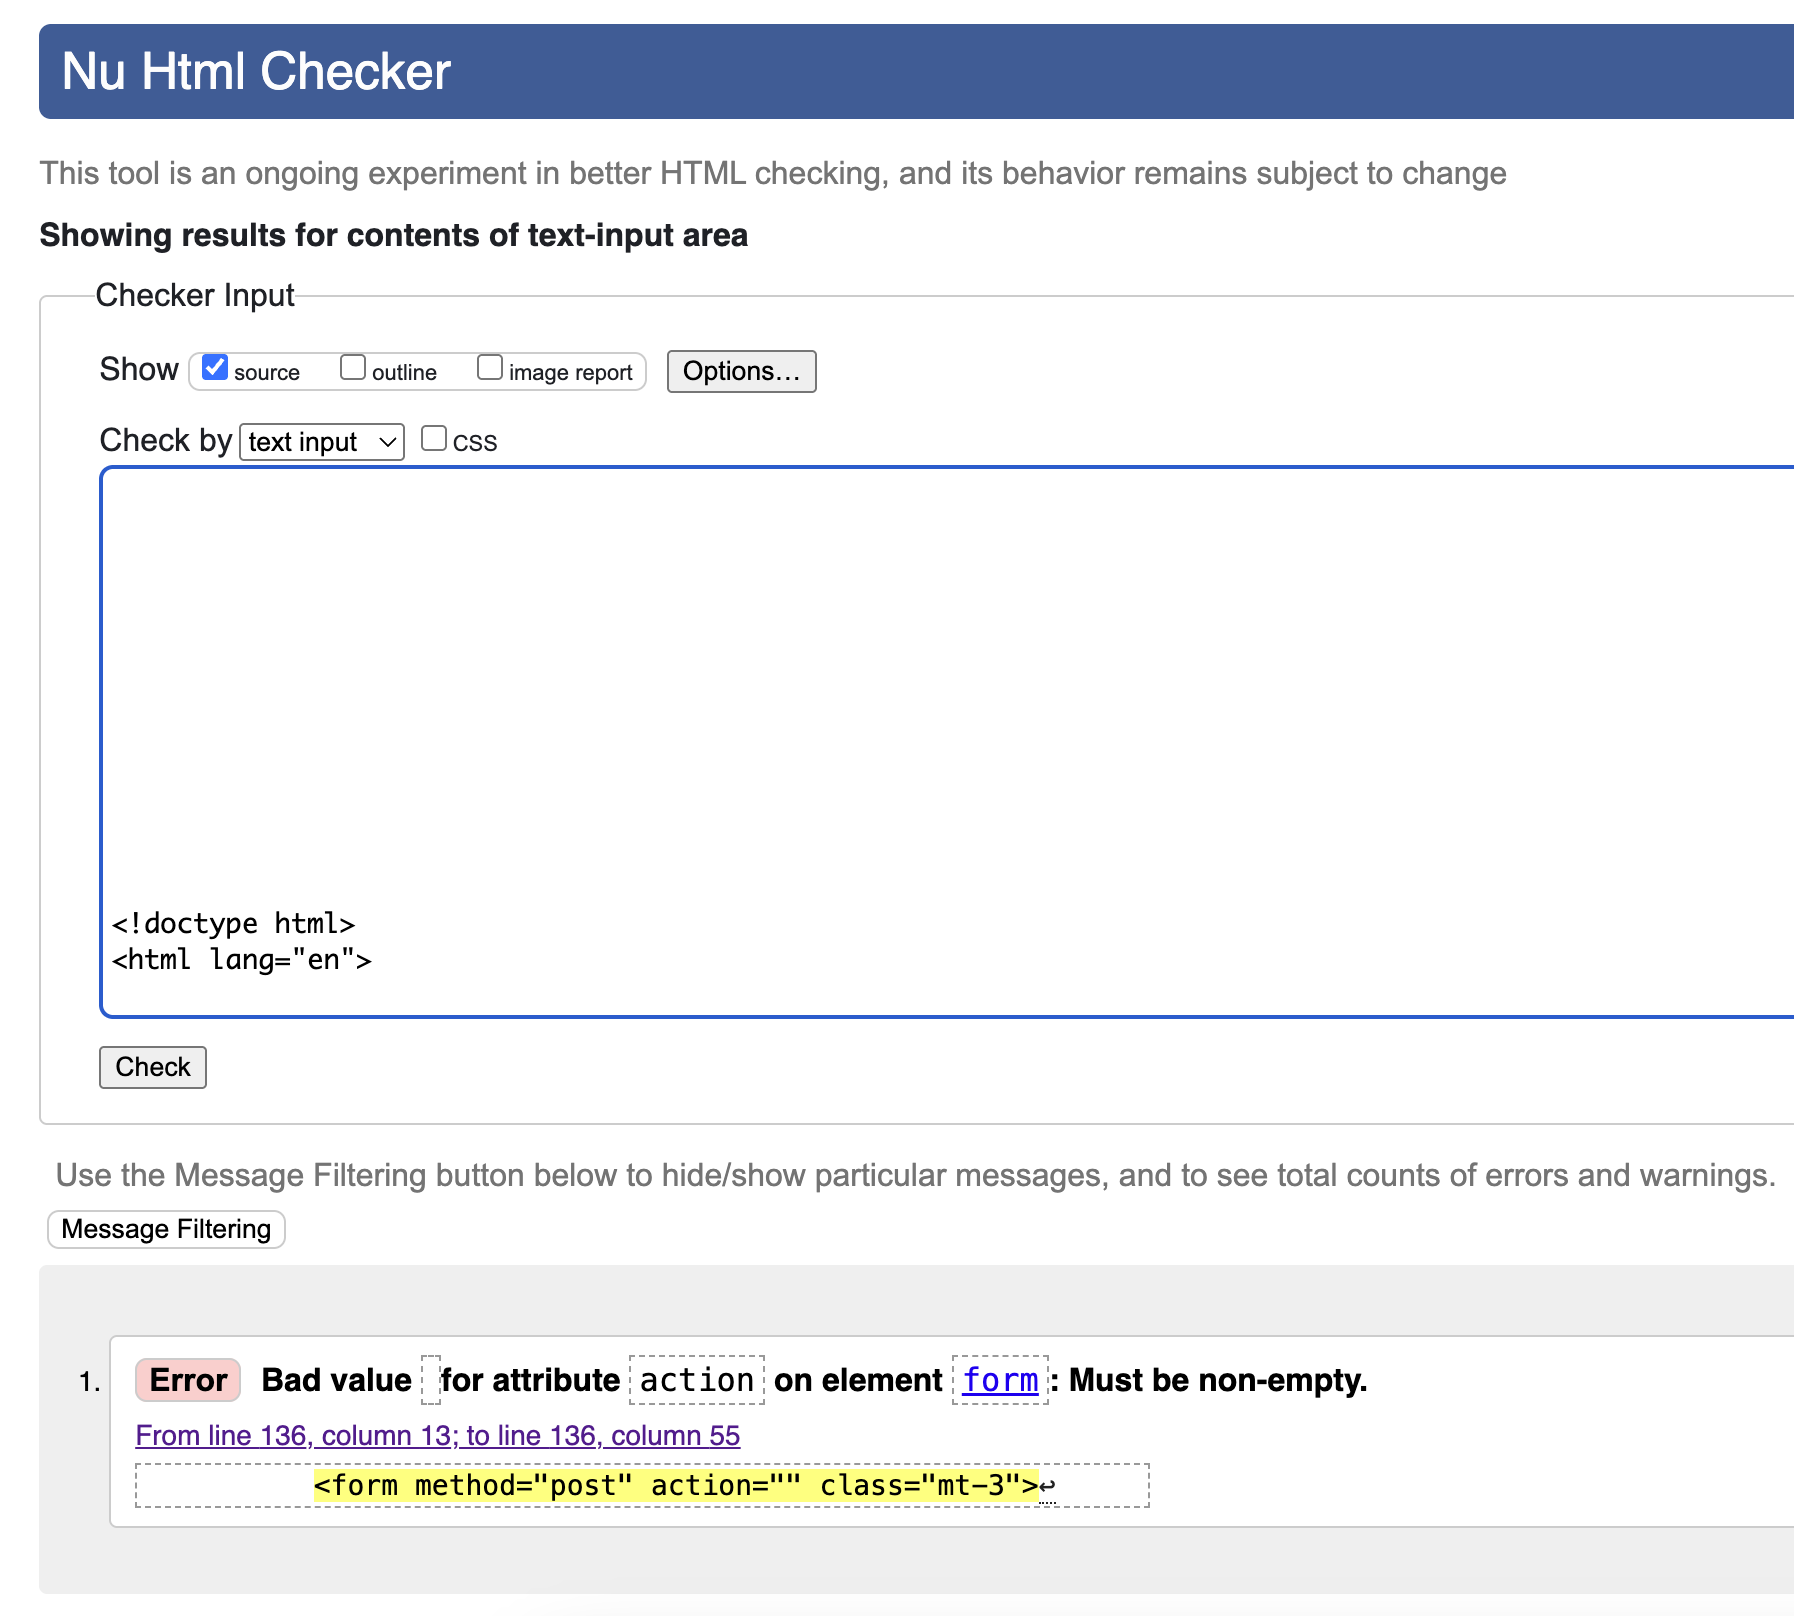 Nu Html Checker
This tool is an ongoing experiment in better HTML checking, and its behavior remains subject to change
Showing results for contents of text-input area
Checker Input
Show source outline image report Options...
Check by text input CSS
<!doctype html>
<html lang="en">
Check
Use the Message Filtering button below to hide/show particular messages, and to see total counts of errors and warnings.
Message Filtering
1. Error Bad value for attribute action on element form: Must be non-empty.
From line 136, column 13; to line 136, column 55
<form method="post" action="" class="mt-3">↩